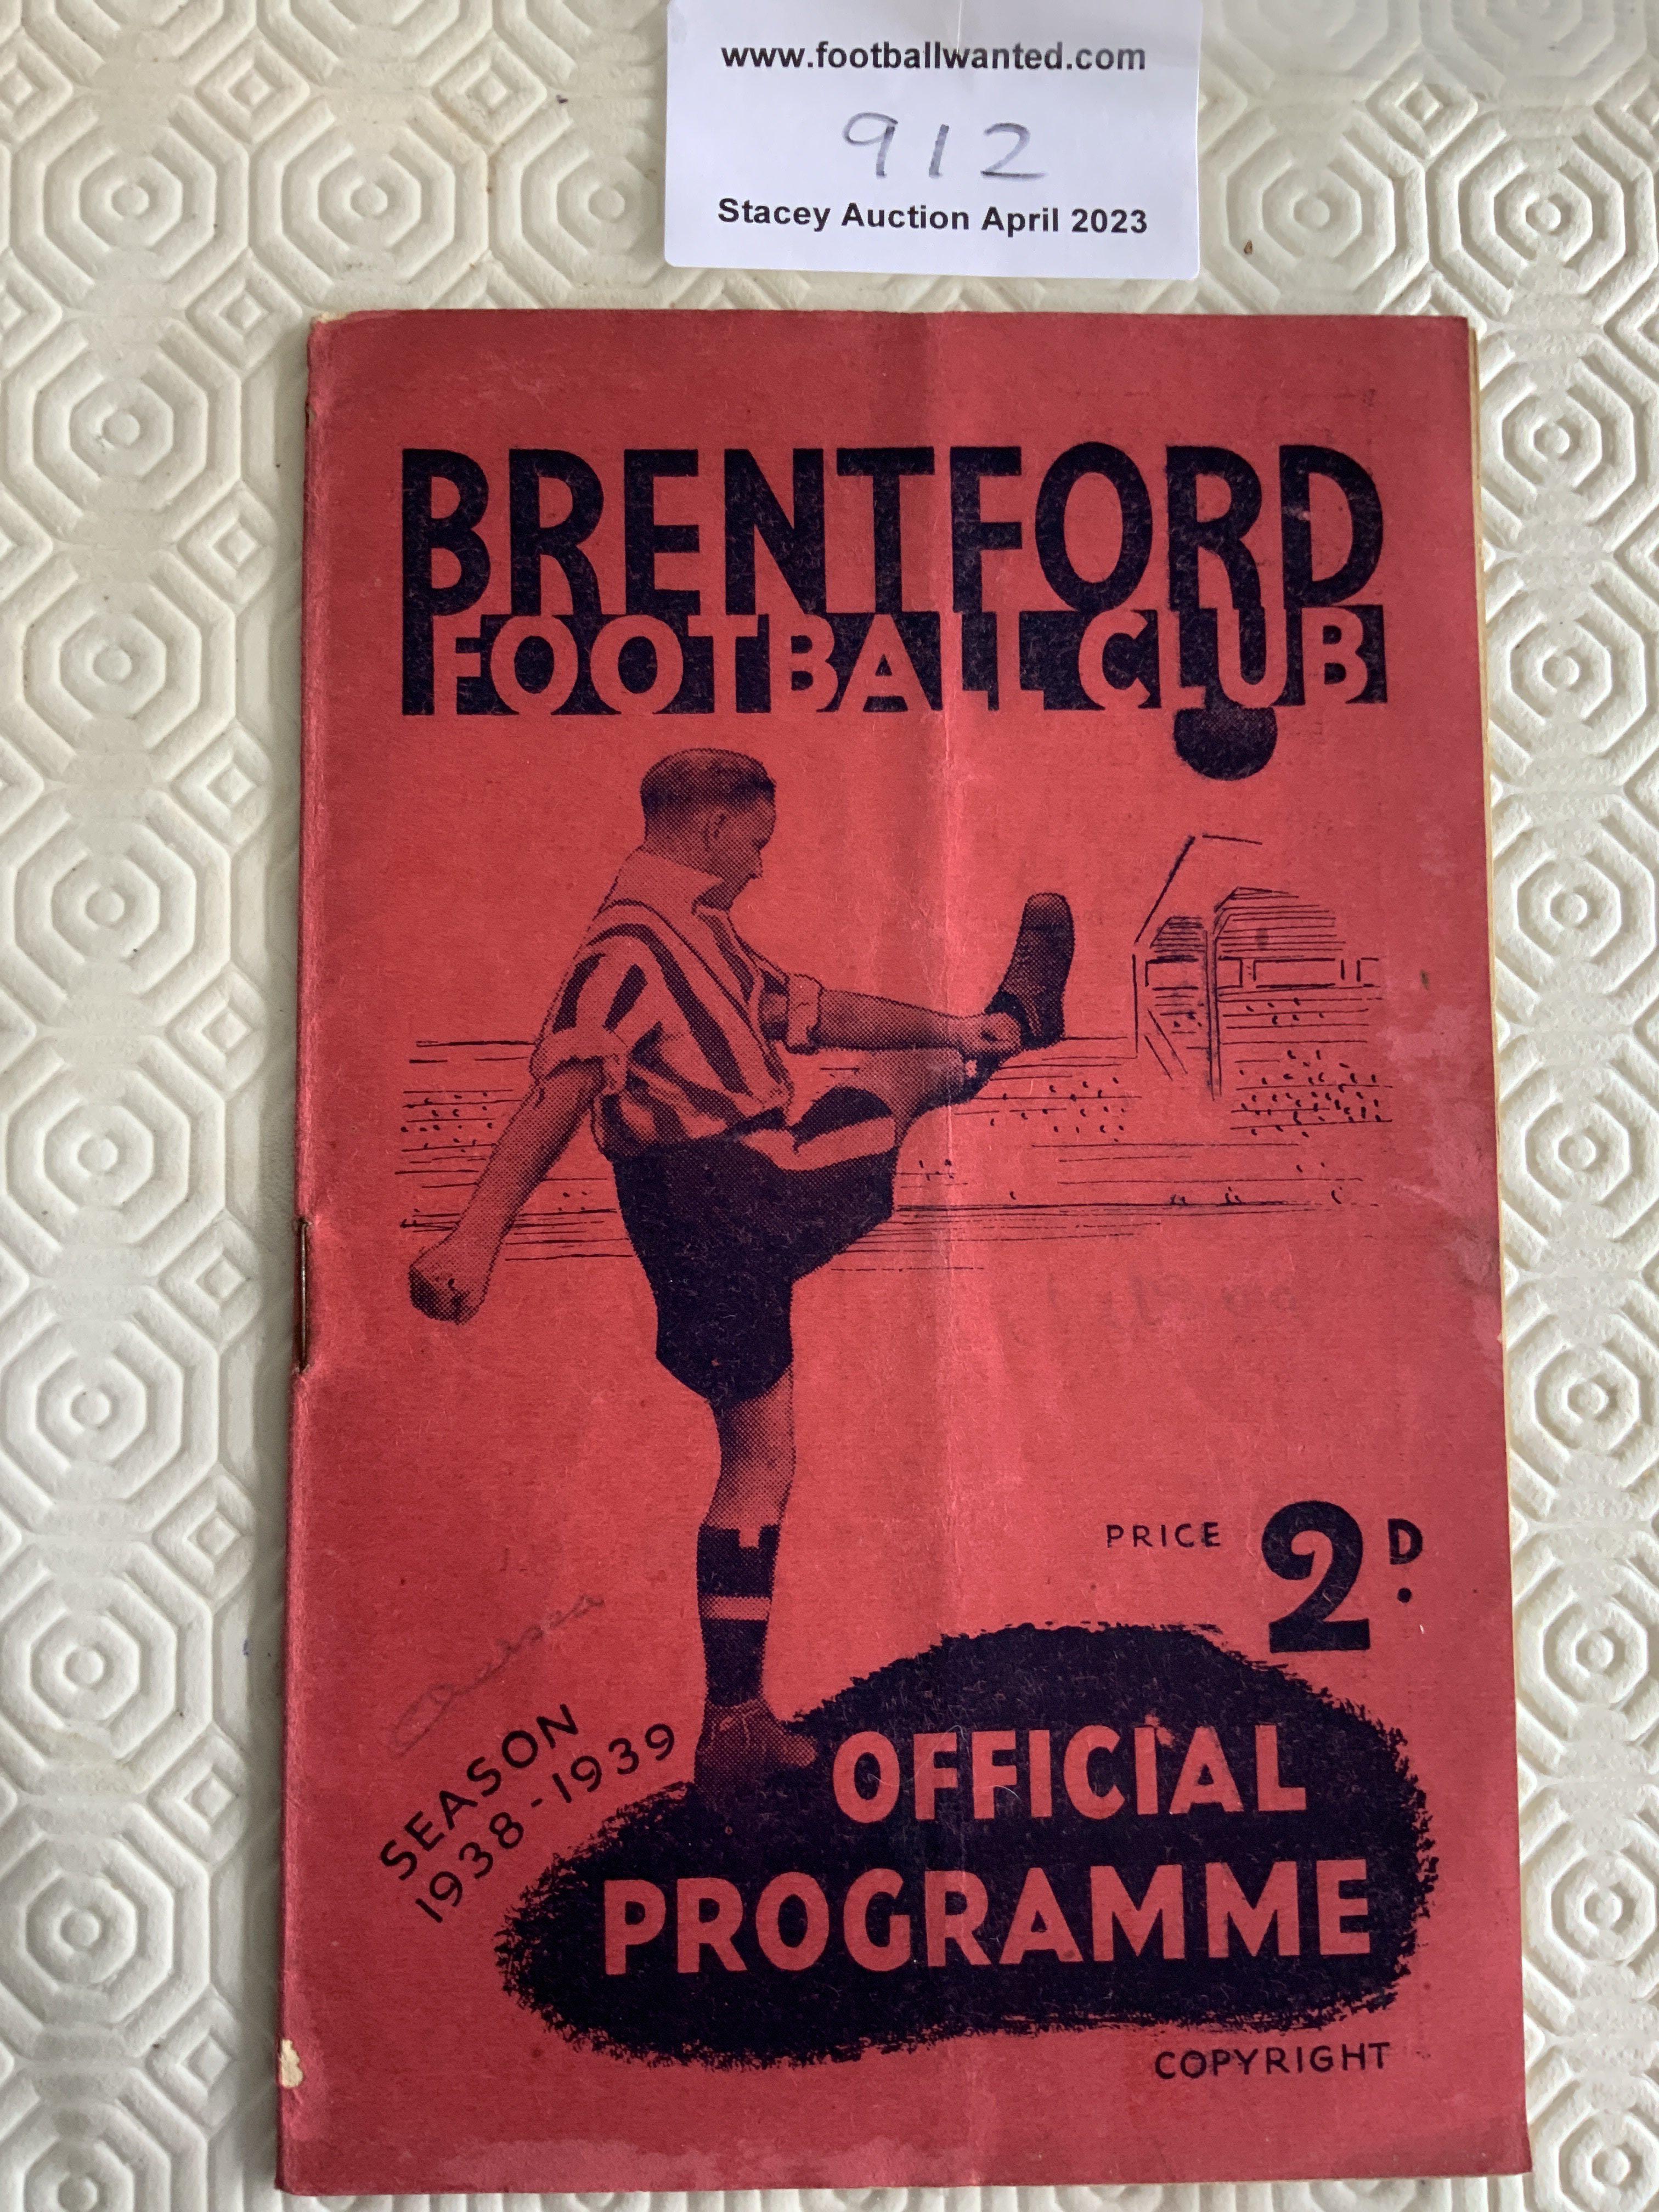 www.footballwanted.com
912
Stacey Auction April 2023
BRENTFORD
FOOTBALL CLUB
PRICE 2D.
SEASON
1938-1939
OFFICIAL
PROGRAMME
COPYRIGHT